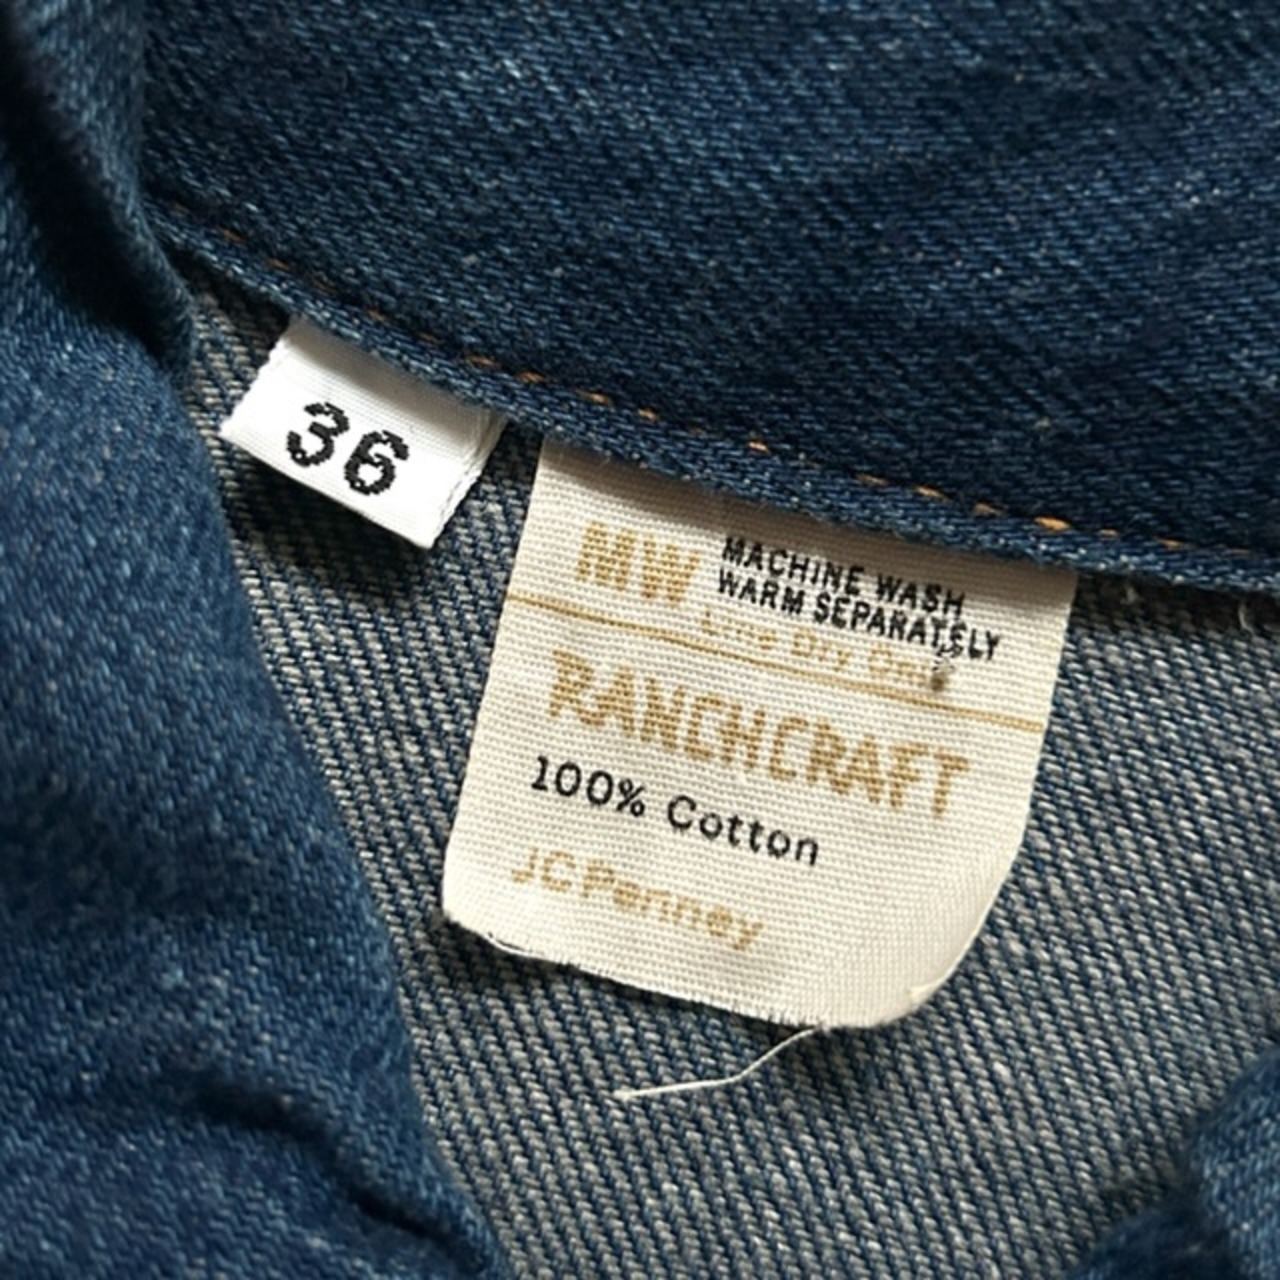 36
MW
MACHINE WASH
WARM SEPARATELY
Line Dry Only
RANCHCRAFT
100% Cotton
JCPenney